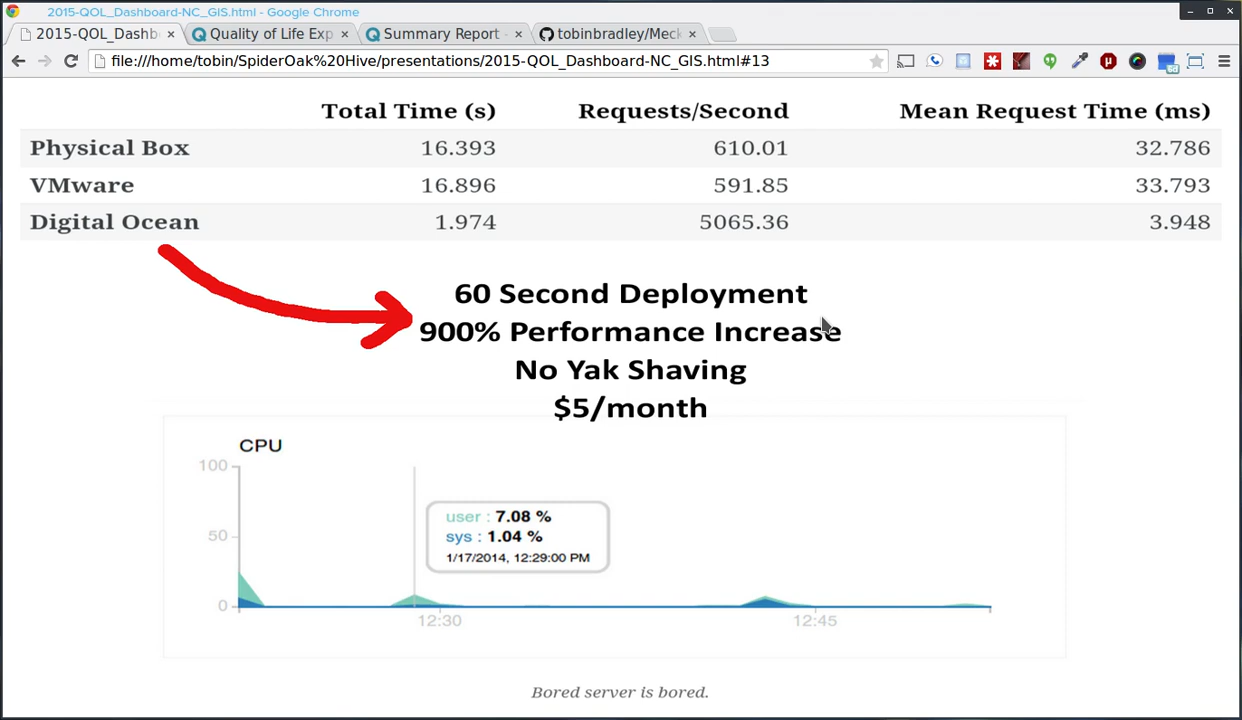 2015-QOL_Dashboard-NC_GIS.html - Google Chrome
2015-QOL_Dashb
Quality of Life Exp
Summary Report -
tobinbradley/Meck
file:///home/tobin/SpiderOak%20Hive/presentations/2015-QOL_Dashboard-NC_GIS.html#13
Total Time (s) Requests/Second Mean Request Time (ms)
Physical Box 16.393 610.01 32.786
VMware 16.896 591.85 33.793
Digital Ocean 1.974 5065.36 3.948
60 Second Deployment
900% Performance Increase
No Yak Shaving
$5/month
CPU
100
50
0
user : 7.08 %
sys : 1.04 %
1/17/2014, 12:29:00 PM
12:30 12:45
Bored server is bored.